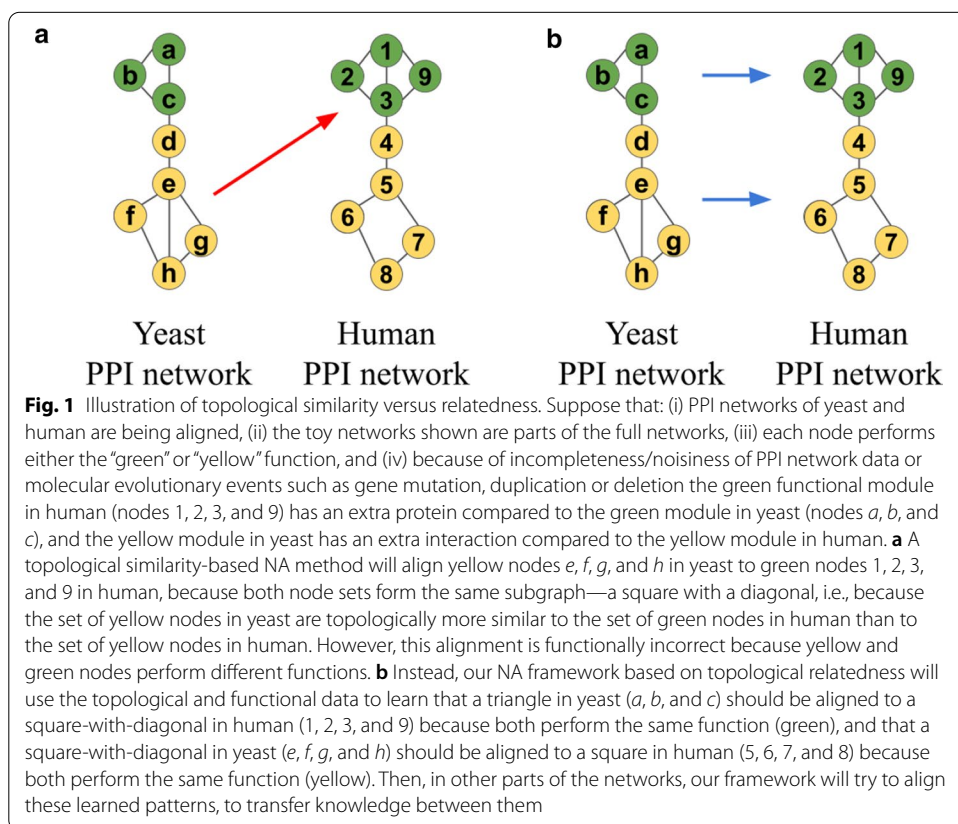 a
b
a
b
c
d
e
f
g
h
1
2
9
3
4
5
6
7
8
a
b
c
d
e
f
g
h
1
2
9
3
4
5
6
7
8
Yeast
PPI network
Human
PPI network
Yeast
PPI network
Human
PPI network
Fig. 1 Illustration of topological similarity versus relatedness. Suppose that: (i) PPI networks of yeast and
human are being aligned, (ii) the toy networks shown are parts of the full networks, (iii) each node performs
either the “green” or “yellow” function, and (iv) because of incompleteness/noisiness of PPI network data or
molecular evolutionary events such as gene mutation, duplication or deletion the green functional module
in human (nodes 1, 2, 3, and 9) has an extra protein compared to the green module in yeast (nodes a, b, and
c), and the yellow module in yeast has an extra interaction compared to the yellow module in human. a A
topological similarity-based NA method will align yellow nodes e, f, g, and h in yeast to green nodes 1, 2, 3,
and 9 in human, because both node sets form the same subgraph—a square with a diagonal, i.e., because
the set of yellow nodes in yeast are topologically more similar to the set of green nodes in human than to
the set of yellow nodes in human. However, this alignment is functionally incorrect because yellow and
green nodes perform different functions. b Instead, our NA framework based on topological relatedness will
use the topological and functional data to learn that a triangle in yeast (a, b, and c) should be aligned to a
square-with-diagonal in human (1, 2, 3, and 9) because both perform the same function (green), and that a
square-with-diagonal in yeast (e, f, g, and h) should be aligned to a square in human (5, 6, 7, and 8) because
both perform the same function (yellow). Then, in other parts of the networks, our framework will try to align
these learned patterns, to transfer knowledge between them